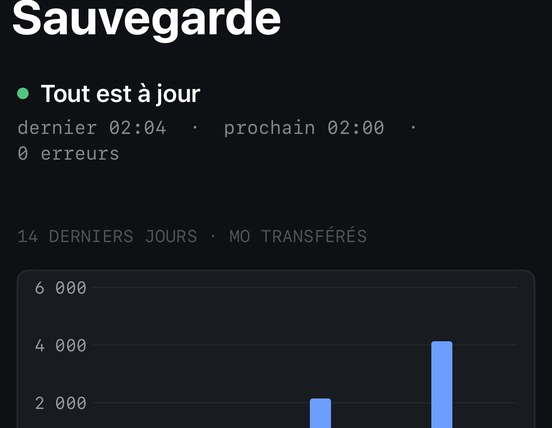 Sauvegarde
Tout est à jour
dernier 02:04 · prochain 02:00 ·
0 erreurs
14 DERNIERS JOURS · MO TRANSFÉRÉS
6 000
4 000
2 000